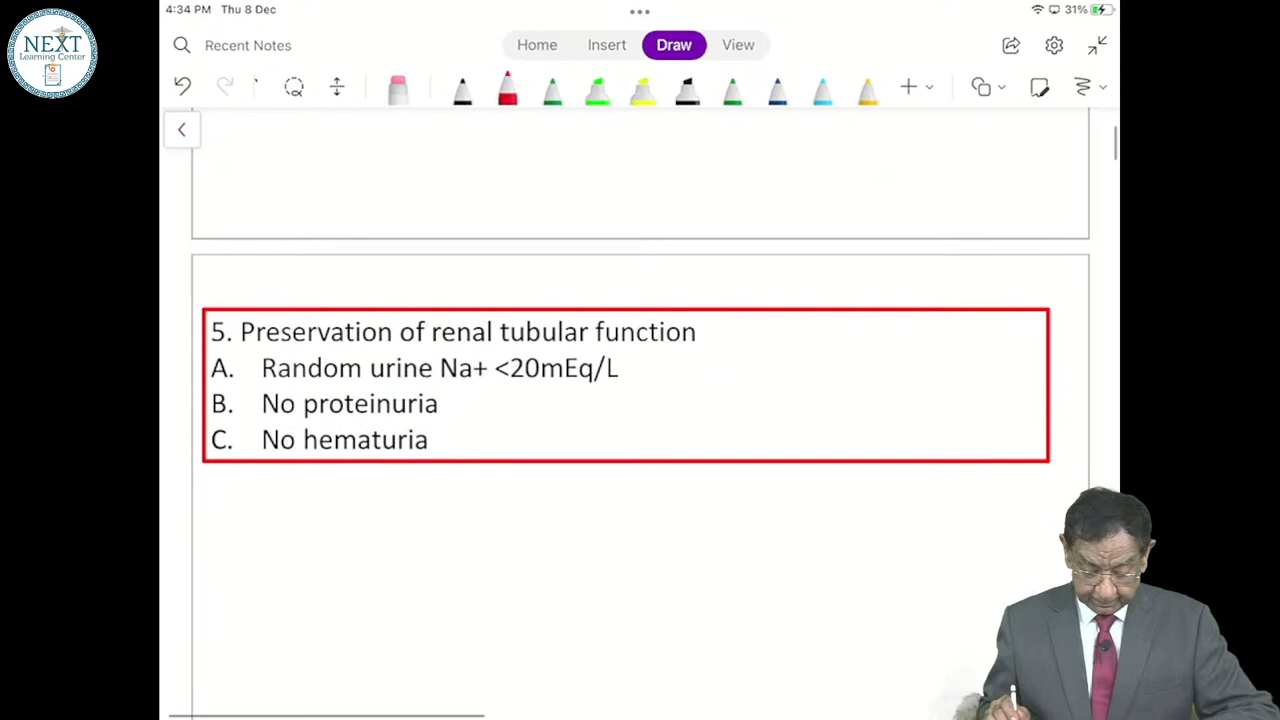 4:34 PM Thu 8 Dec
31%
NEXT
Learning Center
Recent Notes
Home Insert Draw View
5. Preservation of renal tubular function
A. Random urine Na+ <20mEq/L
B. No proteinuria
C. No hematuria